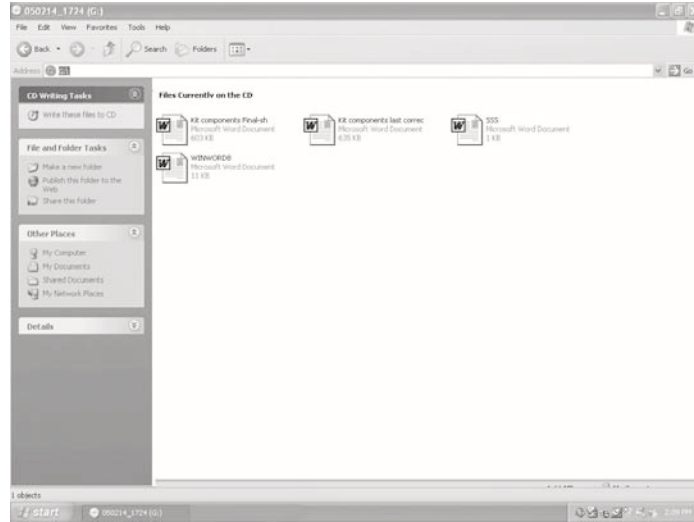 050214_1724 (G:)
File Edit View Favorites Tools Help
Back Search Folders
Address Go
CD Writing Tasks
Write these files to CD
File and Folder Tasks
Make a new folder
Publish this folder to the
Web
Share this folder
Other Places
My Computer
My Documents
Shared Documents
My Network Places
Details
Files Currently on the CD
Kit components Final-sh
Microsoft Word Document
603 KB
Kit components last correc
Microsoft Word Document
635 KB
SSS
Microsoft Word Document
1 KB
WINWORD8
Microsoft Word Document
11 KB
1 objects
start 050214_1724 (G:)